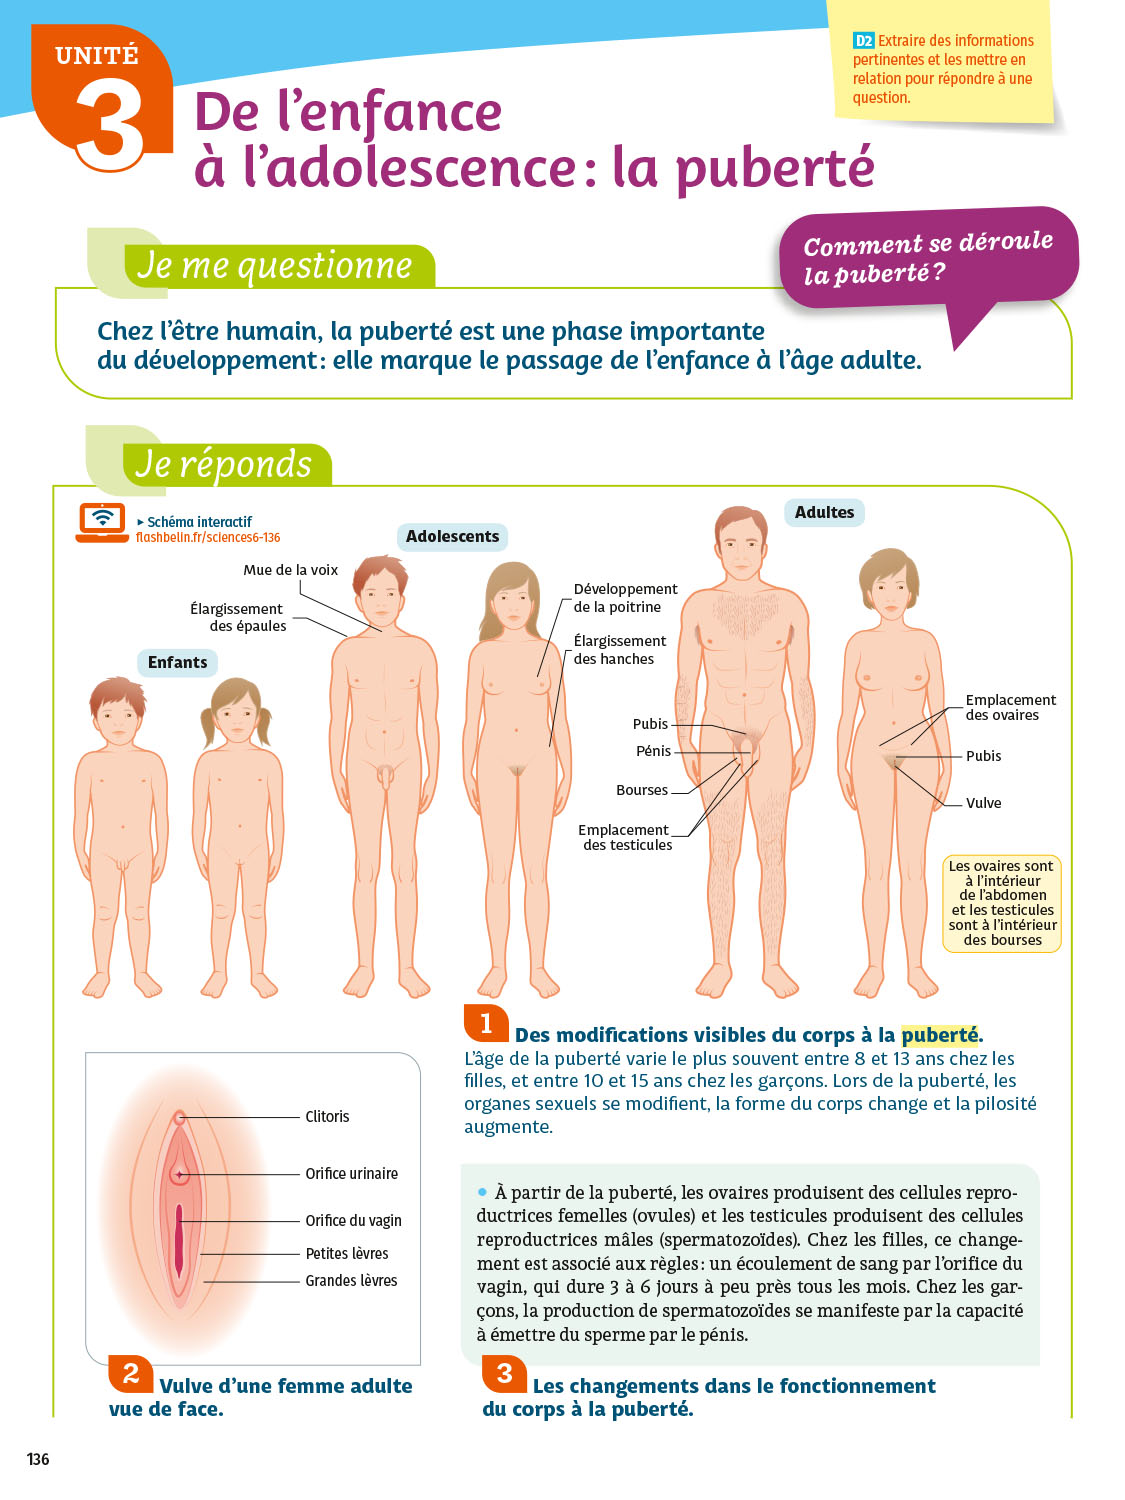 UNITÉ
3
De l'enfance
à l'adolescence : la puberté
D2 Extraire des informations
pertinentes et les mettre en
relation pour répondre à une
question.
Je me questionne
Comment se déroule
la puberté ?
Chez l'être humain, la puberté est une phase importante
du développement : elle marque le passage de l'enfance à l'âge adulte.
Je réponds
▸ Schéma interactif
flashbelin.fr/sciences6-136
Enfants
Adolescents
Mue de la voix
Élargissement
des épaules
Développement
de la poitrine
Élargissement
des hanches
Adultes
Pubis
Pénis
Bourses
Emplacement
des testicules
Emplacement
des ovaires
Pubis
Vulve
Les ovaires sont
à l'intérieur
de l'abdomen
et les testicules
sont à l'intérieur
des bourses
1 Des modifications visibles du corps à la puberté.
L'âge de la puberté varie le plus souvent entre 8 et 13 ans chez les
filles, et entre 10 et 15 ans chez les garçons. Lors de la puberté, les
organes sexuels se modifient, la forme du corps change et la pilosité
augmente.
Clitoris
Orifice urinaire
Orifice du vagin
Petites lèvres
Grandes lèvres
2 Vulve d'une femme adulte
vue de face.
• À partir de la puberté, les ovaires produisent des cellules repro-
ductrices femelles (ovules) et les testicules produisent des cellules
reproductrices mâles (spermatozoïdes). Chez les filles, ce change-
ment est associé aux règles : un écoulement de sang par l'orifice du
vagin, qui dure 3 à 6 jours à peu près tous les mois. Chez les gar-
çons, la production de spermatozoïdes se manifeste par la capacité
à émettre du sperme par le pénis.
3 Les changements dans le fonctionnement
du corps à la puberté.
136